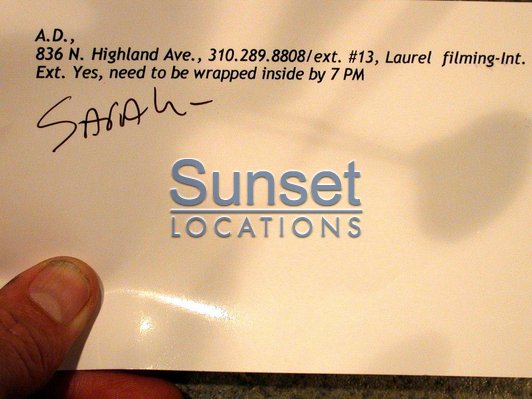 A.D.,
836 N. Highland Ave., 310.289.8808/ext. #13, Laurel filming-Int.
Ext. Yes, need to be wrapped inside by 7 PM
SARAH-
Sunset
LOCATIONS